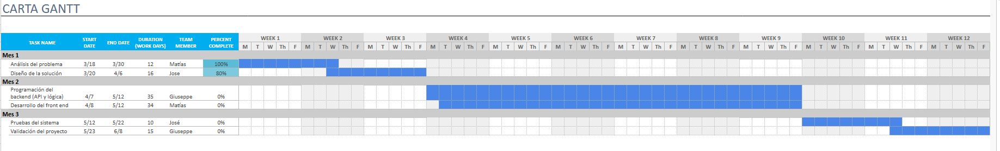 CARTA GANTT
WEEK 1 WEEK 2 WEEK 3 WEEK 4 WEEK 5 WEEK 6 WEEK 7 WEEK 8 WEEK 9 WEEK 10 WEEK 11 WEEK 12
TASK NAME START DATE END DATE DURATION (WORK DAYS) TEAM MEMBER PERCENT COMPLETE
M T W Th F M T W Th F M T W Th F M T W Th F M T W Th F M T W Th F M T W Th F M T W Th F M T W Th F M T W Th F M T W Th F M T W Th F
Mes 1
Análisis del problema 3/18 3/30 12 Matías 100%
Diseño de la solución 3/20 4/6 16 Jose 80%
Mes 2
Programación del
backend (API y lógica) 4/7 5/12 35 Giuseppe 0%
Desarrollo del front end 4/8 5/12 34 Matías 0%
Mes 3
Pruebas del sistema 5/12 5/22 10 José 0%
Validación del proyecto 5/23 6/8 15 Giuseppe 0%